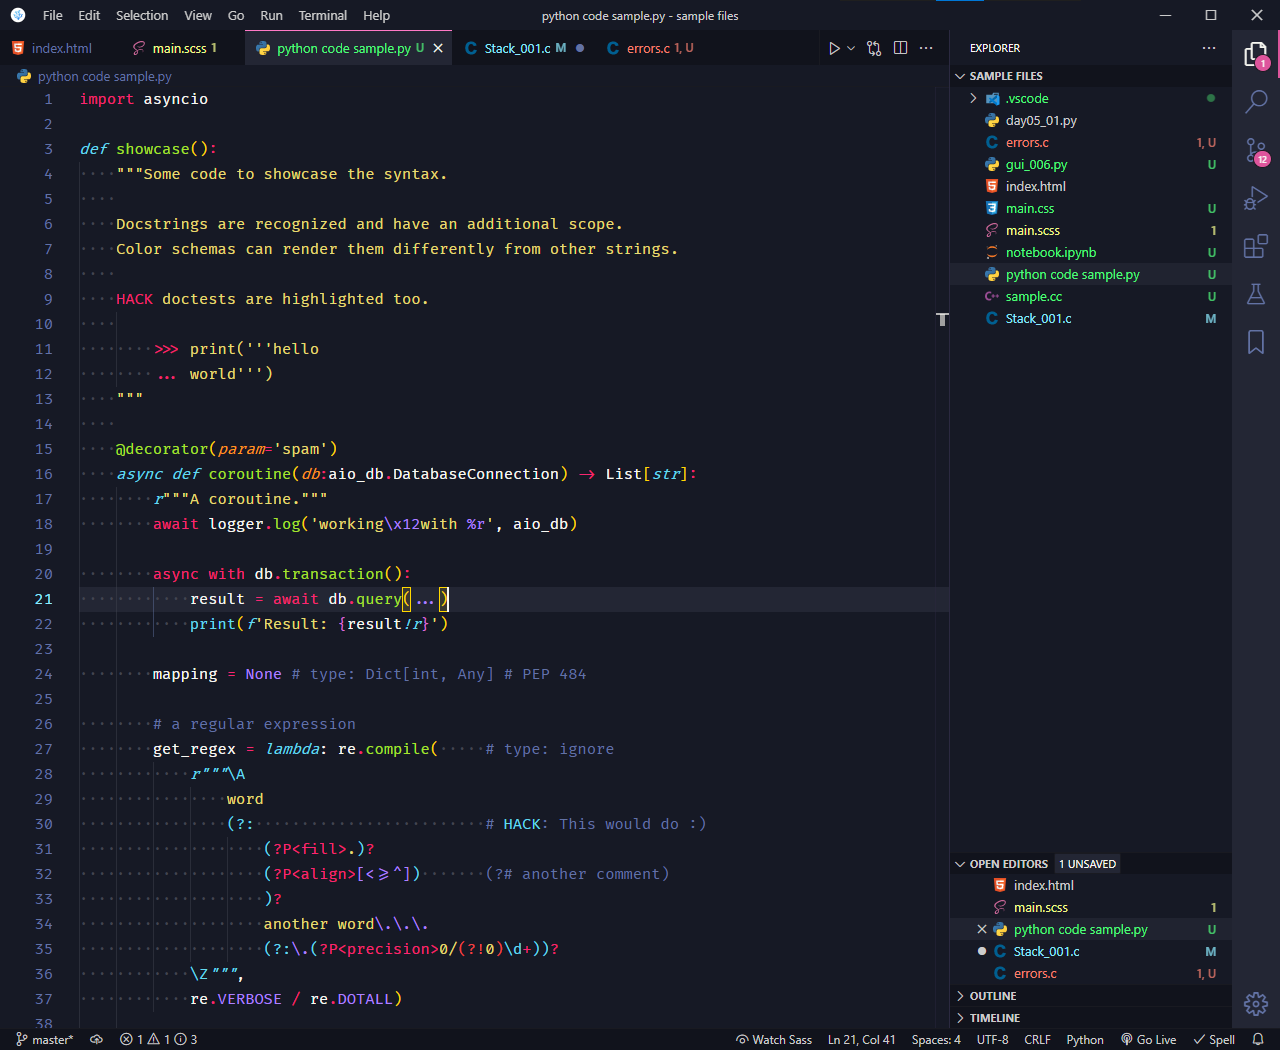 File Edit Selection View Go Run Terminal Help
python code sample.py - sample files
index.html
main.scss 1
python code sample.py U
Stack_001.c M
errors.c 1, U
python code sample.py
1 import asyncio
2
3 def showcase():
4 """Some code to showcase the syntax.
5
6 Docstrings are recognized and have an additional scope.
7 Color schemas can render them differently from other strings.
8
9 HACK doctests are highlighted too.
10
11 >>> print('''hello
12 ... world''')
13 """
14
15 @decorator(param='spam')
16 async def coroutine(db:aio_db.DatabaseConnection) -> List[str]:
17 r"""A coroutine."""
18 await logger.log('working\x12with %r', aio_db)
19
20 async with db.transaction():
21 result = await db.query(...)
22 print(f'Result: {result!r}')
23
24 mapping = None # type: Dict[int, Any] # PEP 484
25
26 # a regular expression
27 get_regex = lambda: re.compile( # type: ignore
28 r"""\A
29 word
30 (?: # HACK: This would do :)
31 (?P<fill>.)?
32 (?P<align>[<>=^]) (?# another comment)
33 )?
34 another word\.\.\.
35 (?:\.(?P<precision>0/(?!0)\d+))?
36 \Z""",
37 re.VERBOSE / re.DOTALL)
38
EXPLORER
SAMPLE FILES
.vscode
day05_01.py
errors.c 1, U
gui_006.py U
index.html
main.css U
main.scss 1
notebook.ipynb U
python code sample.py U
sample.cc U
Stack_001.c M
OPEN EDITORS 1 UNSAVED
index.html
main.scss 1
python code sample.py U
Stack_001.c M
errors.c 1, U
OUTLINE
TIMELINE
1
12
master* 1 1 3 Watch Sass Ln 21, Col 41 Spaces: 4 UTF-8 CRLF Python Go Live Spell